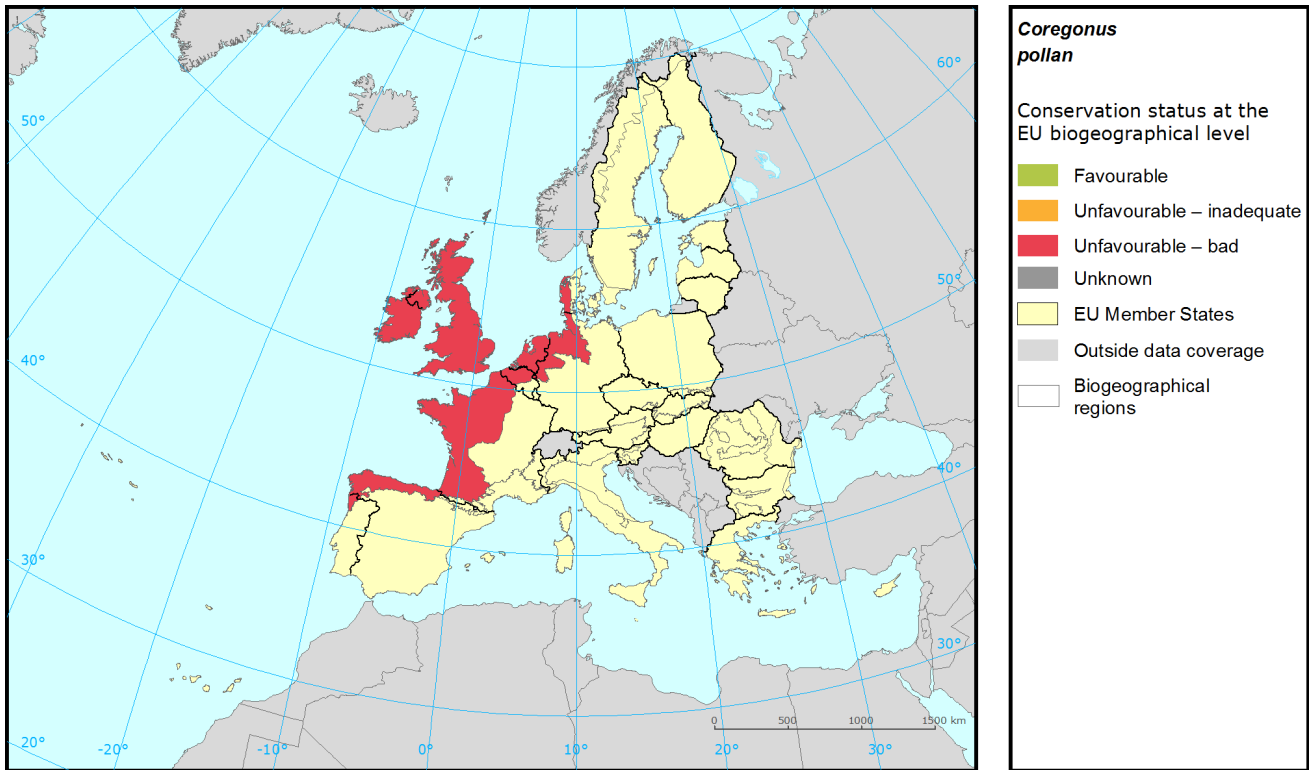 Coregonus
pollan
Conservation status at the
EU biogeographical level
Favourable
Unfavourable – inadequate
Unfavourable – bad
Unknown
EU Member States
Outside data coverage
Biogeographical
regions
60°
50°
50°
40°
40°
30°
30°
20°
-20°
-10°
0°
10°
20°
30°
0
500
1000
1500 km